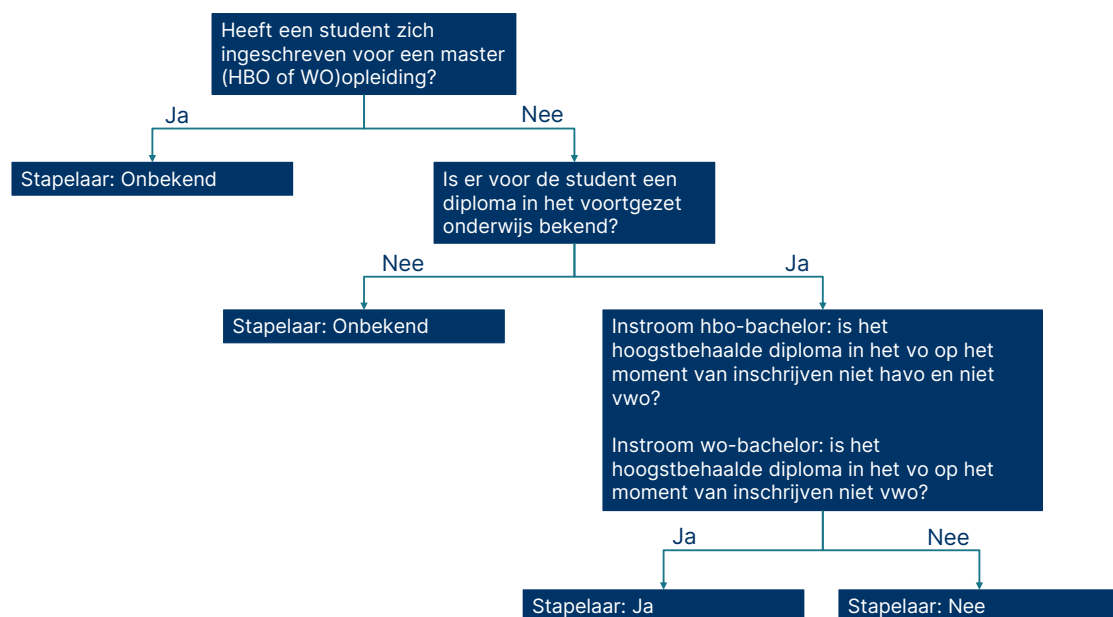 Heeft een student zich
ingeschreven voor een master
(HBO of WO)opleiding?
Ja
Nee
Stapelaar: Onbekend
Is er voor de student een
diploma in het voortgezet
onderwijs bekend?
Nee
Ja
Stapelaar: Onbekend
Instroom hbo-bachelor: is het
hoogstbehaalde diploma in het vo op het
moment van inschrijven niet havo en niet
vwo?
Instroom wo-bachelor: is het
hoogstbehaalde diploma in het vo op het
moment van inschrijven niet vwo?
Ja
Nee
Stapelaar: Ja
Stapelaar: Nee